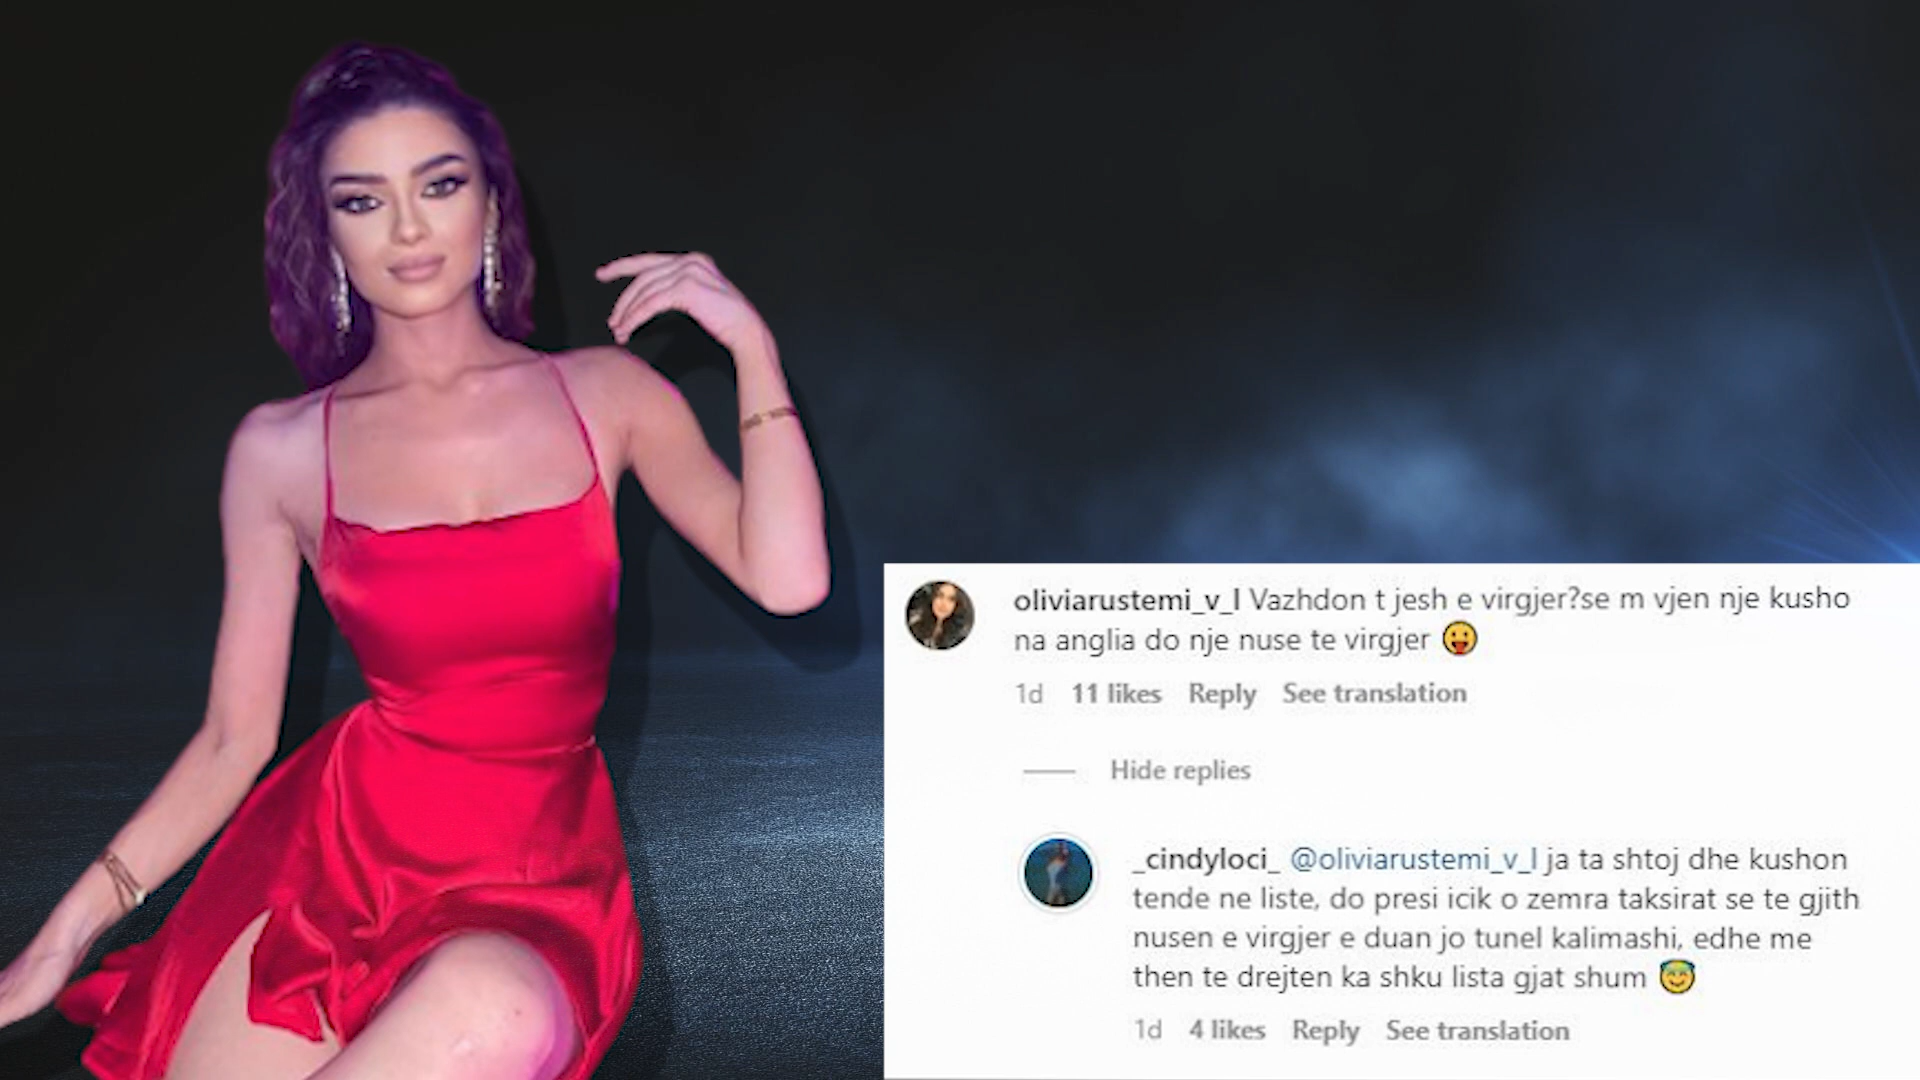 oliviarustemi_v_l Vazhdon t jesh e virgjer?se m vjen nje kusho
na anglia do nje nuse te virgjer 😛
1d 11 likes Reply See translation
Hide replies
_cindyloci_ @oliviarustemi_v_l ja ta shtoj dhe kushon
tende ne liste, do presi icik o zemra taksirat se te gjith
nusen e virgjer e duan jo tunel kalimashi, edhe me
then te drejten ka shku lista gjat shum 😇
1d 4 likes Reply See translation